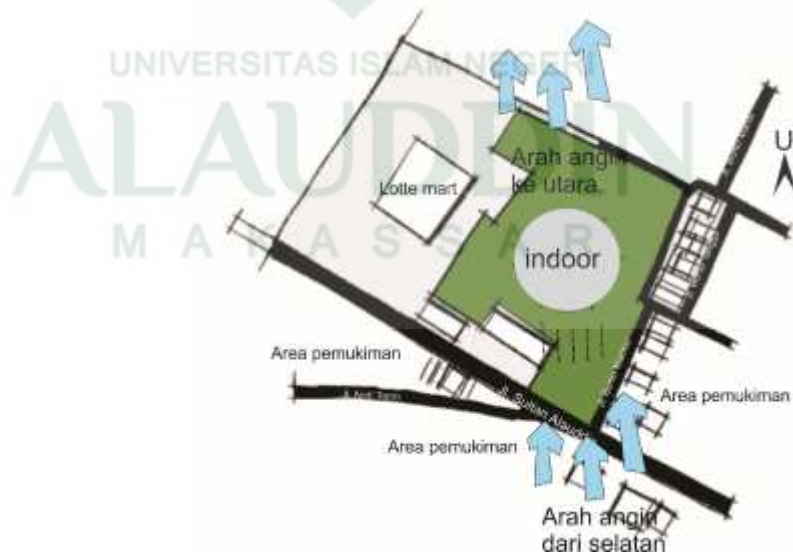 UNIVERSITAS ISLAM NEGERI
ALAUDDIN
MAKASSAR
U
Arah angin
ke utara
Lotte mart
indoor
Area pemukiman
Jl. Sultan Alauddin
Area pemukiman
Area pemukiman
Arah angin
dari selatan